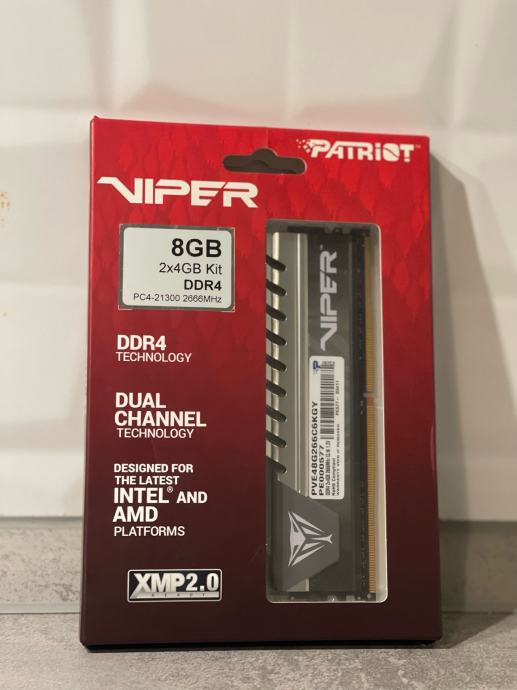 PATRIOT
VIPER
8GB
2x4GB Kit
DDR4
PC4-21300 2666MHz
DDR4
TECHNOLOGY
DUAL
CHANNEL
TECHNOLOGY
DESIGNED FOR
THE LATEST
INTEL® AND
AMD
PLATFORMS
XMP2.0
VIPER
PVE48G266C6KGY
PE000577